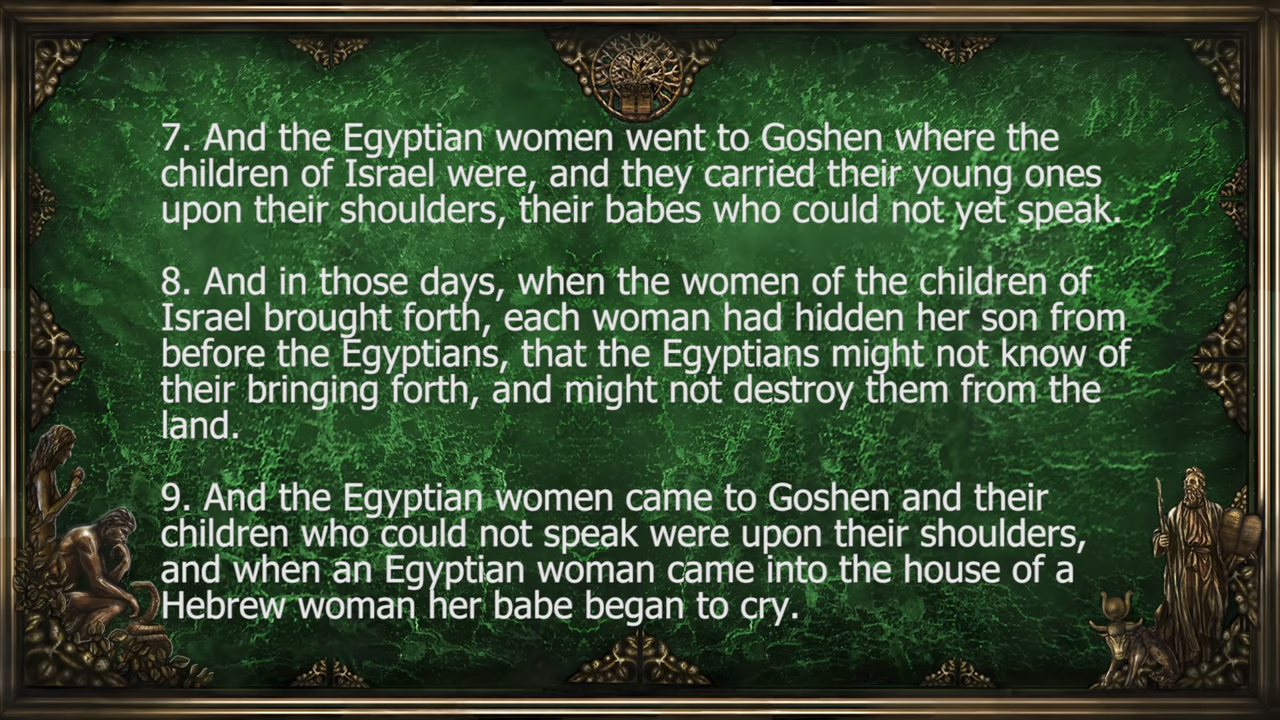 7. And the Egyptian women went to Goshen where the
children of Israel were, and they carried their young ones
upon their shoulders, their babes who could not yet speak.
8. And in those days, when the women of the children of
Israel brought forth, each woman had hidden her son from
before the Egyptians, that the Egyptians might not know of
their bringing forth, and might not destroy them from the
land.
9. And the Egyptian women came to Goshen and their
children who could not speak were upon their shoulders,
and when an Egyptian woman came into the house of a
Hebrew woman her babe began to cry.